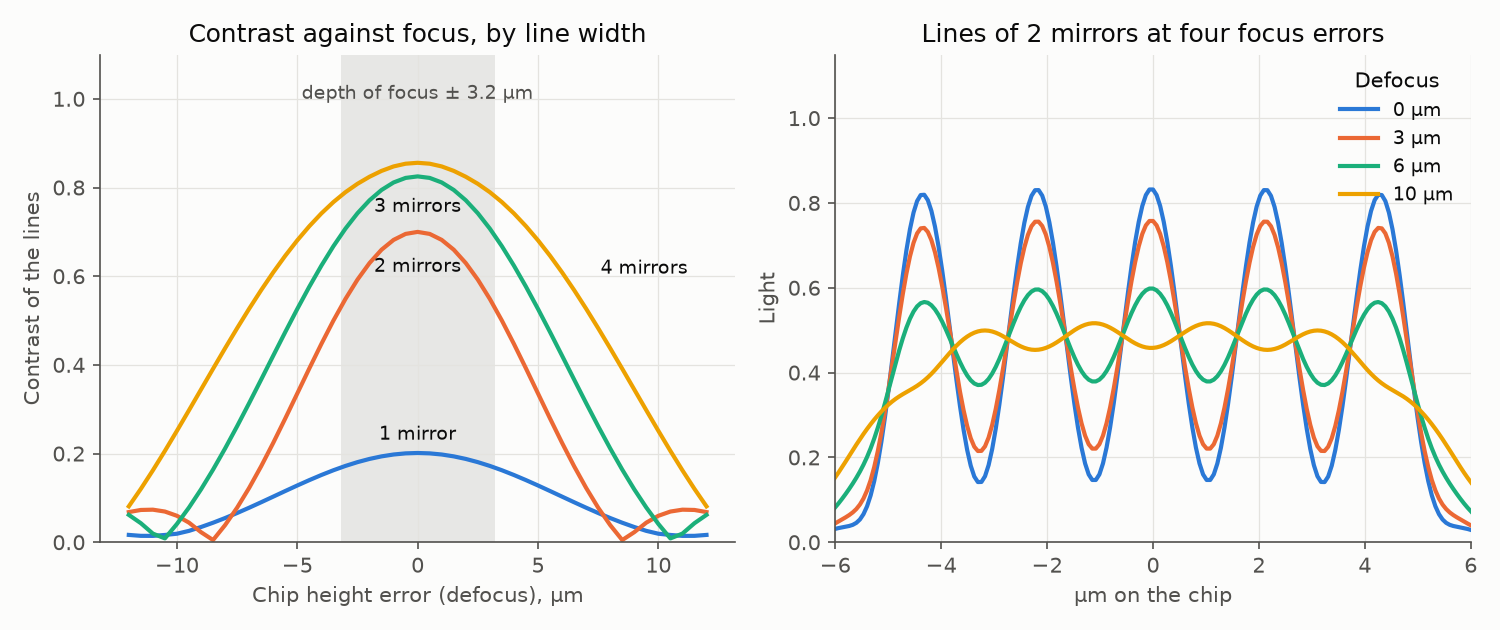 Contrast against focus, by line width
depth of focus ± 3.2 µm
3 mirrors
2 mirrors
4 mirrors
1 mirror
Contrast of the lines
1.0
0.8
0.6
0.4
0.2
0.0
−10
−5
0
5
10
Chip height error (defocus), µm
Lines of 2 mirrors at four focus errors
Defocus
0 µm
3 µm
6 µm
10 µm
Light
1.0
0.8
0.6
0.4
0.2
0.0
−6
−4
−2
0
2
4
6
µm on the chip